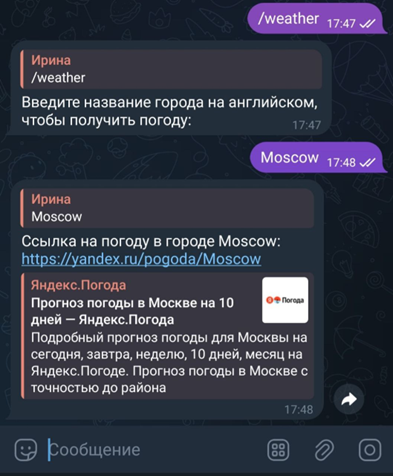 /weather 17:47
Ирина
/weather
Введите название города на английском,
чтобы получить погоду:
17:47
Moscow 17:48
Ирина
Moscow
Ссылка на погоду в городе Moscow:
https://yandex.ru/pogoda/Moscow
Яндекс.Погода
Прогноз погоды в Москве на 10
дней — Яндекс.Погода
Я Погода
Подробный прогноз погоды для Москвы на
сегодня, завтра, неделю, 10 дней, месяц на
Яндекс.Погоде. Прогноз погоды в Москве с
точностью до района
17:48
Сообщение